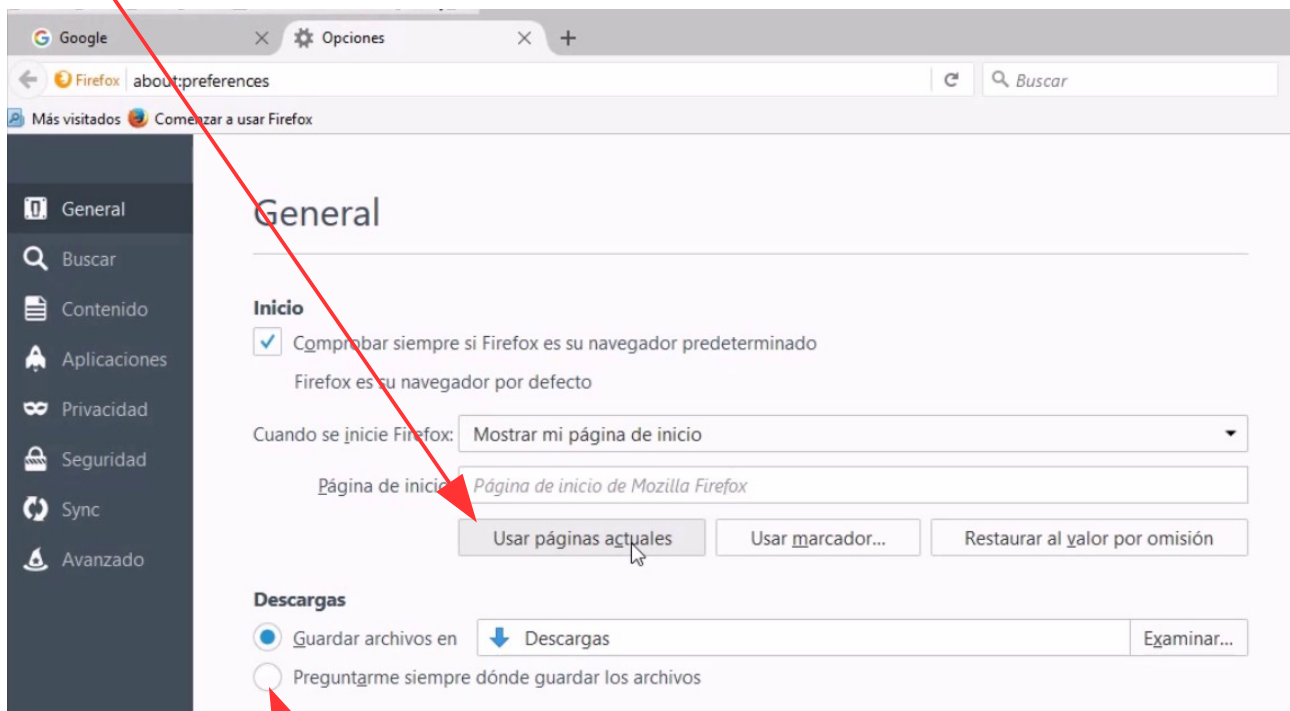 Google
Opciones
Firefox about:preferences
Buscar
Más visitados Comenzar a usar Firefox
General
Buscar
Contenido
Aplicaciones
Privacidad
Seguridad
Sync
Avanzado
General
Inicio
Comprobar siempre si Firefox es su navegador predeterminado
Firefox es su navegador por defecto
Cuando se inicie Firefox: Mostrar mi página de inicio
Página de inicio Página de inicio de Mozilla Firefox
Usar páginas actuales Usar marcador... Restaurar al valor por omisión
Descargas
Guardar archivos en Descargas Examinar...
Preguntarme siempre dónde guardar los archivos